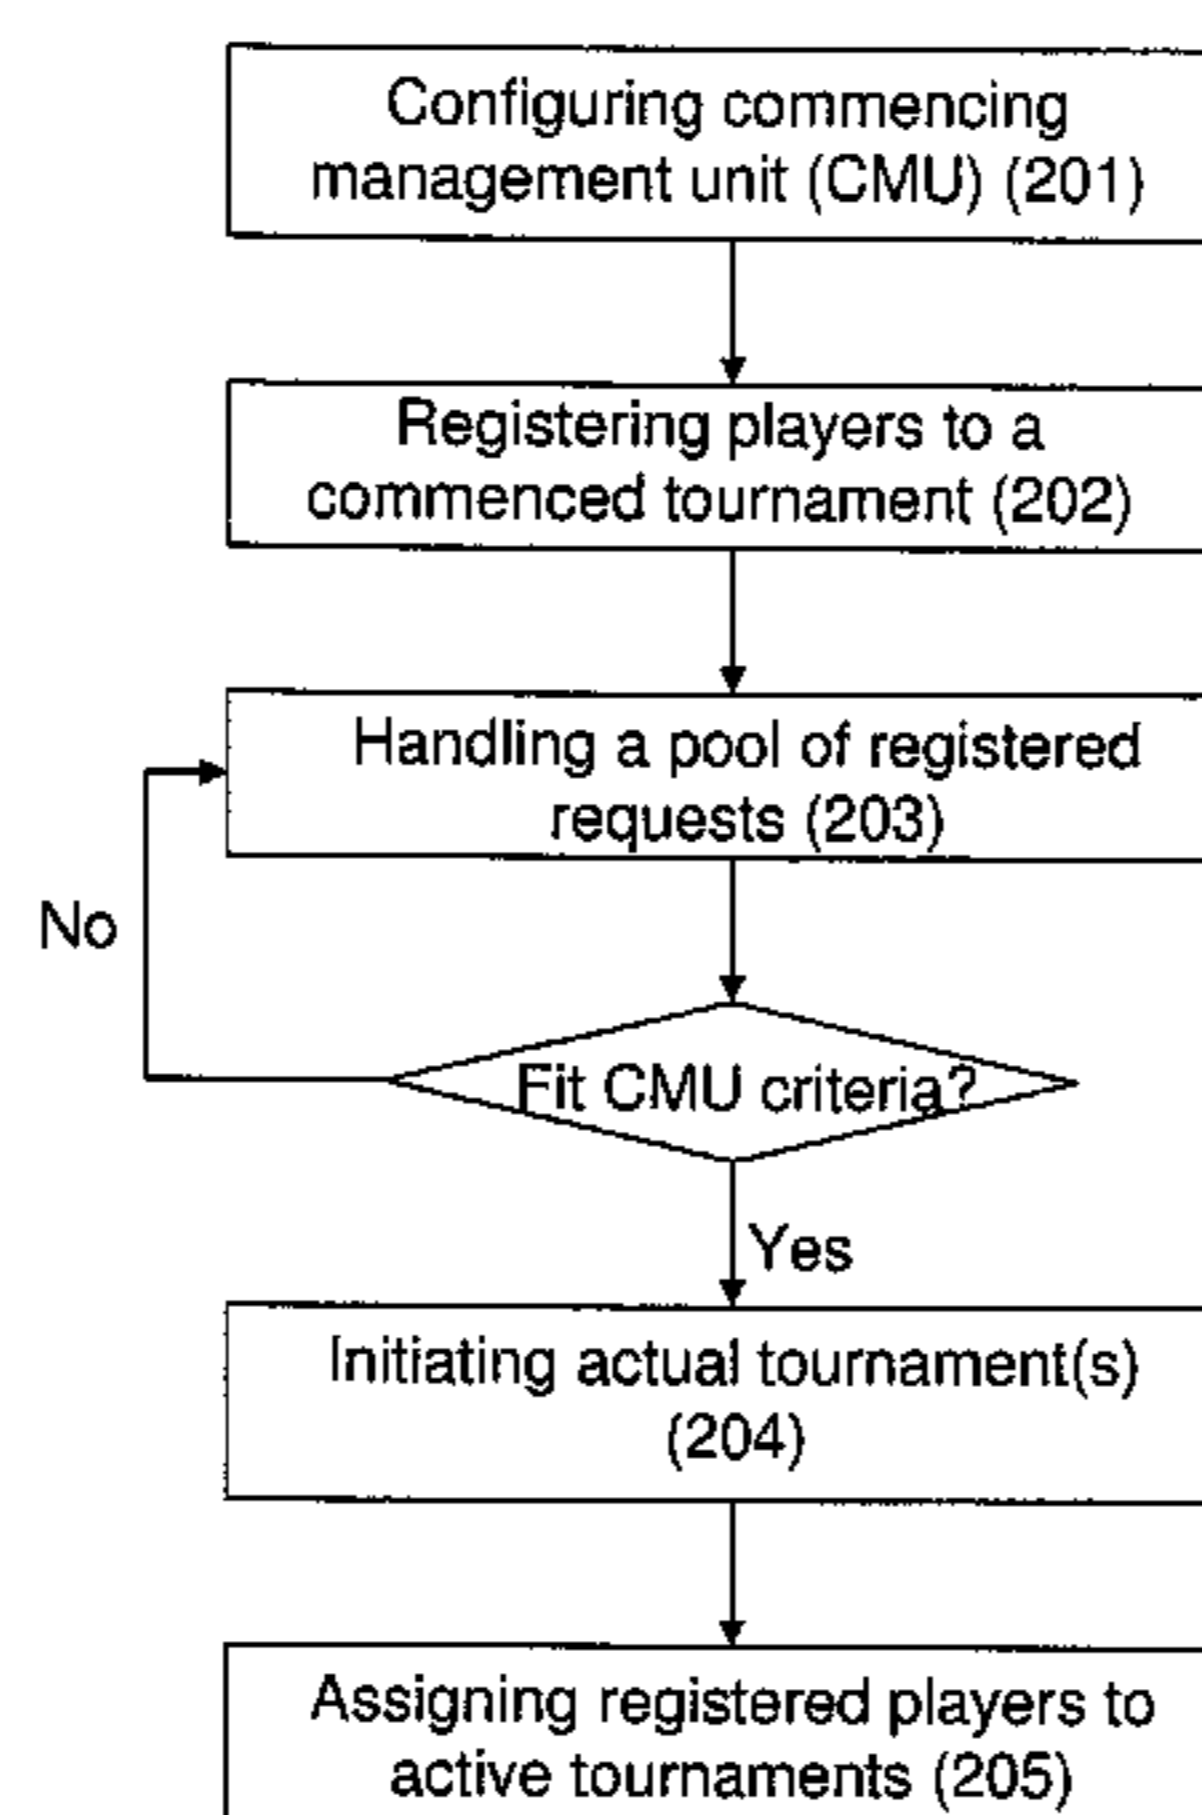 Configuring commencing
management unit (CMU) (201)
Registering players to a
commenced tournament (202)
Handling a pool of registered
requests (203)
No
Fit CMU criteria?
Yes
Initiating actual tournament(s)
(204)
Assigning registered players to
active tournaments (205)